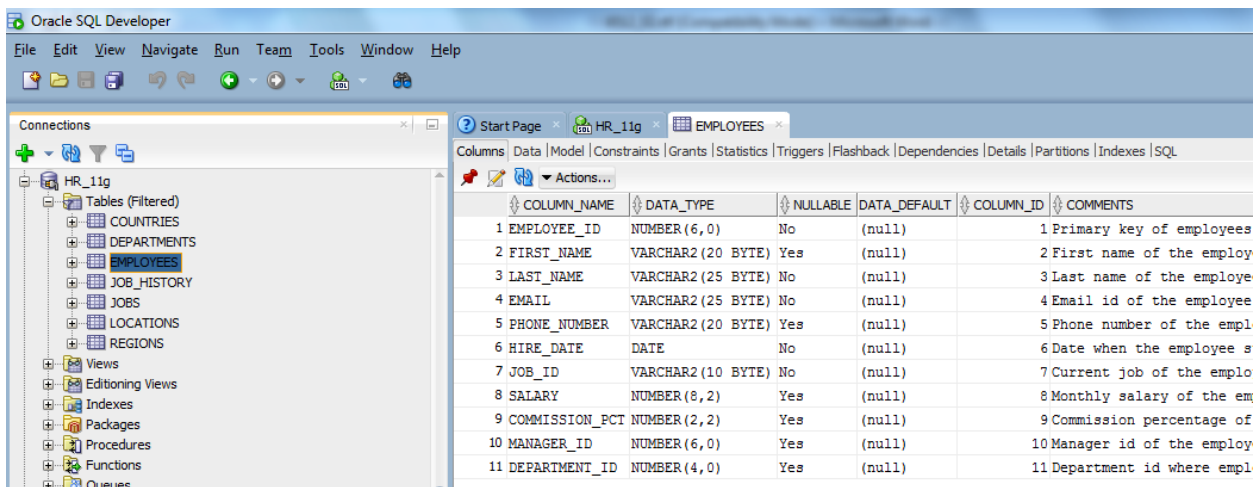 Oracle SQL Developer
File Edit View Navigate Run Team Tools Window Help
SQL
Connections
HR_11g
Tables (Filtered)
COUNTRIES
DEPARTMENTS
EMPLOYEES
JOB_HISTORY
JOBS
LOCATIONS
REGIONS
Views
Editioning Views
Indexes
Packages
Procedures
Functions
Queues
Start Page HR_11g EMPLOYEES
Columns Data | Model | Constraints | Grants | Statistics | Triggers | Flashback | Dependencies | Details | Partitions | Indexes | SQL
Actions...
COLUMN_NAME DATA_TYPE NULLABLE DATA_DEFAULT COLUMN_ID COMMENTS
1 EMPLOYEE_ID NUMBER(6,0) No (null) 1 Primary key of employees
2 FIRST_NAME VARCHAR2(20 BYTE) Yes (null) 2 First name of the employ
3 LAST_NAME VARCHAR2(25 BYTE) No (null) 3 Last name of the employe
4 EMAIL VARCHAR2(25 BYTE) No (null) 4 Email id of the employee
5 PHONE_NUMBER VARCHAR2(20 BYTE) Yes (null) 5 Phone number of the empl
6 HIRE_DATE DATE No (null) 6 Date when the employee s
7 JOB_ID VARCHAR2(10 BYTE) No (null) 7 Current job of the emplo
8 SALARY NUMBER(8,2) Yes (null) 8 Monthly salary of the em
9 COMMISSION_PCT NUMBER(2,2) Yes (null) 9 Commission percentage of
10 MANAGER_ID NUMBER(6,0) Yes (null) 10 Manager id of the employ
11 DEPARTMENT_ID NUMBER(4,0) Yes (null) 11 Department id where empl